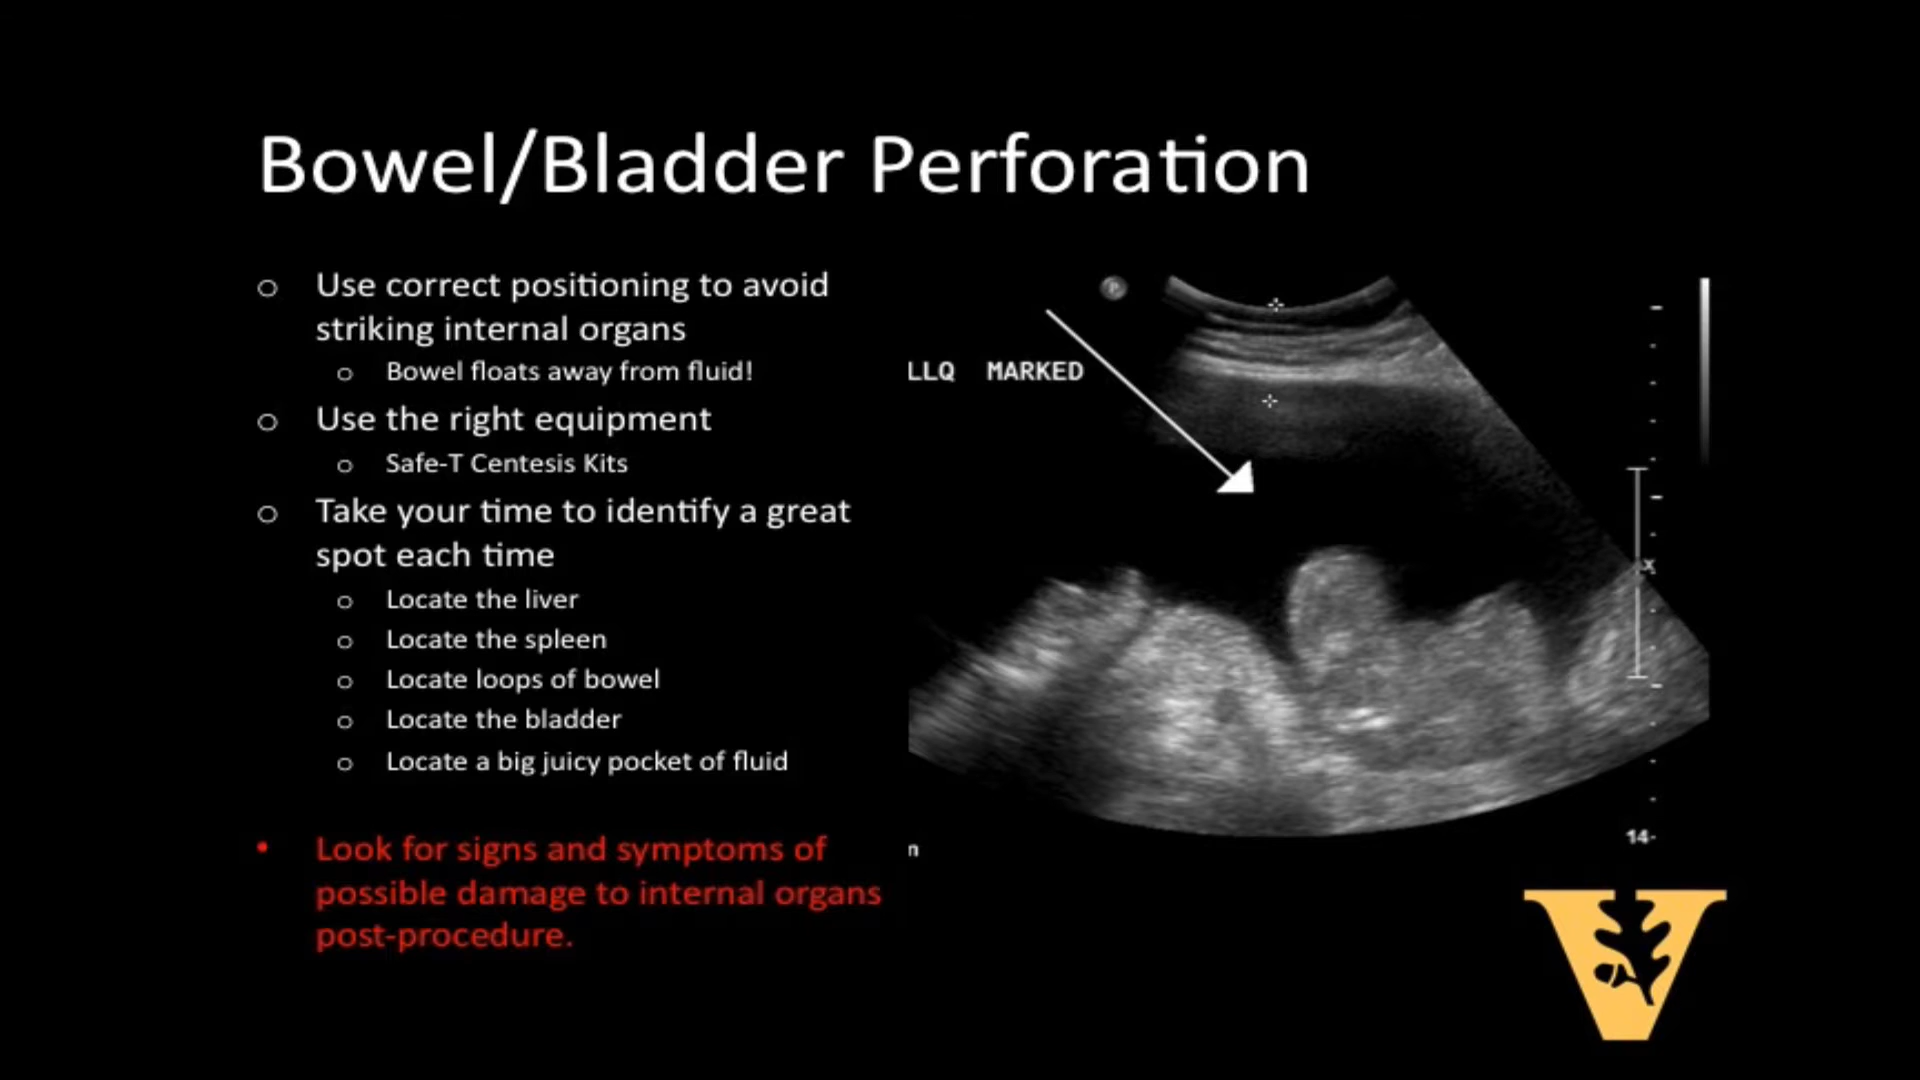 Bowel/Bladder Perforation
o Use correct positioning to avoid
striking internal organs
o Bowel floats away from fluid!
o Use the right equipment
o Safe-T Centesis Kits
o Take your time to identify a great
spot each time
o Locate the liver
o Locate the spleen
o Locate loops of bowel
o Locate the bladder
o Locate a big juicy pocket of fluid
• Look for signs and symptoms of
possible damage to internal organs
post-procedure.
P
LLQ MARKED
x
14-
n
V